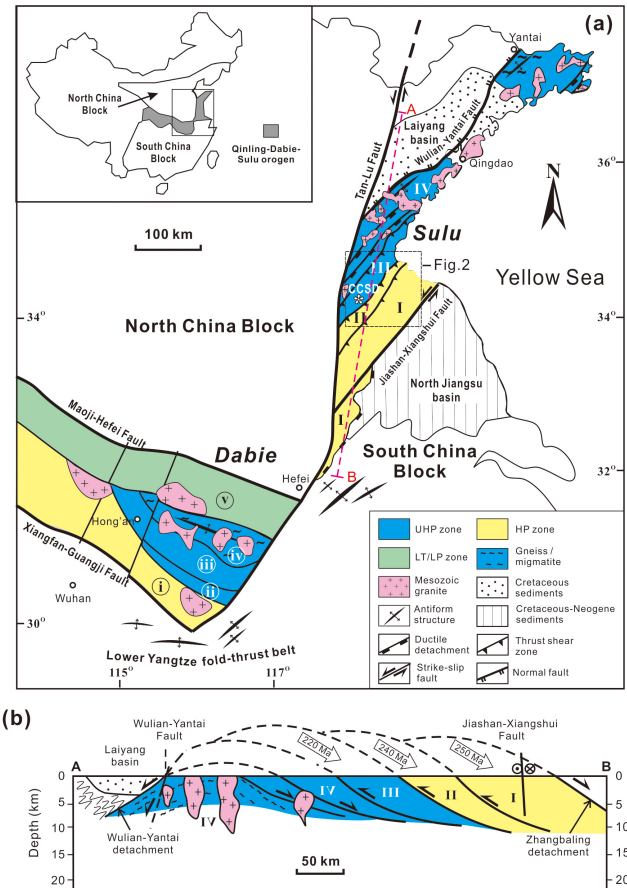 (a)
Yantai
North China
Block
South China
Block
Qinling-Dabie-
Sulu orogen
A
Laiyang
basin
Wulian-Yantai Fault
Tan-Lu Fault
Qingdao
36°
N
100 km
IV
Sulu
III
Fig.2
CCSD
Yellow Sea
II
I
34°
34°
North China Block
Jiashan-Xiangshui Fault
North Jiangsu
basin
Maoji-Hefei Fault
I
Dabie
South China
Block
Hefei
B
32°
v
Hong'a
iv
iii
Xiangfan-Guangji Fault
i
ii
Wuhan
30°
Lower Yangtze fold-thrust belt
115°
117°
UHP zone
HP zone
LT/LP zone
Gneiss /
migmatite
Mesozoic
granite
Cretaceous
sediments
Antiform
structure
Cretaceous-Neogene
sediments
Ductile
detachment
Thrust shear
zone
Strike-slip
fault
Normal fault
(b)
Wulian-Yantai
Fault
Jiashan-Xiangshui
Fault
Laiyang
basin
A
220 Ma
240 Ma
250 Ma
B
0
0
IV
III
II
I
5
5
IV
10
10
Wulian-Yantai
detachment
Zhangbaling
detachment
Depth (km)
15
15
50 km
20
20